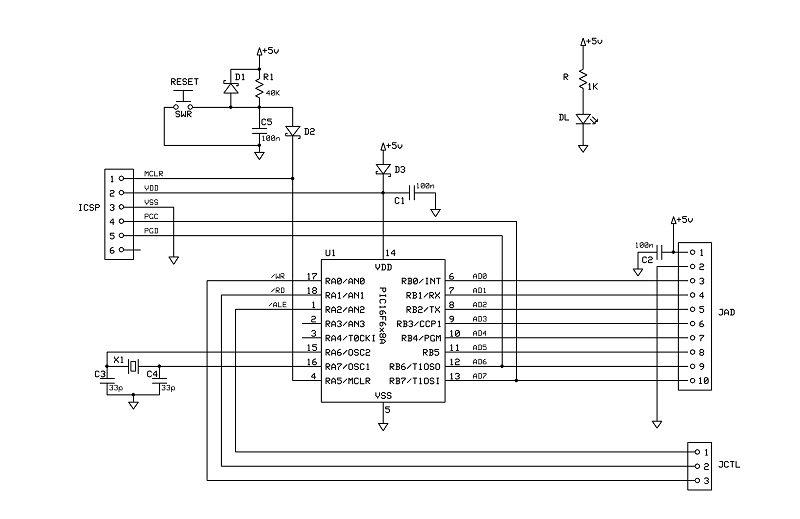 +5v
+5v
RESET
D1
R1
40K
R
1K
SWR
C5
100n
D2
DL
+5v
D3
ICSP
1 MCLR
2 VDD
3 VSS
4 PGC
5 PGD
6
C1
100n
+5v
100n
C2
U1
14
VDD
PIC16F6x8A
/WR 17 RA0/AN0
/RD 18 RA1/AN1
/ALE 1 RA2/AN2
2 RA3/AN3
3 RA4/T0CKI
15 RA6/OSC2
16 RA7/OSC1
4 RA5/MCLR
RB0/INT 6 AD0
RB1/RX 7 AD1
RB2/TX 8 AD2
RB3/CCP1 9 AD3
RB4/PGM 10 AD4
RB5 11 AD5
RB6/T1OSO 12 AD6
RB7/T1OSI 13 AD7
VSS
5
1
2
3
4
5
6
7
8
9
10
JAD
X1
C3
33p
C4
33p
1
2
3
JCTL